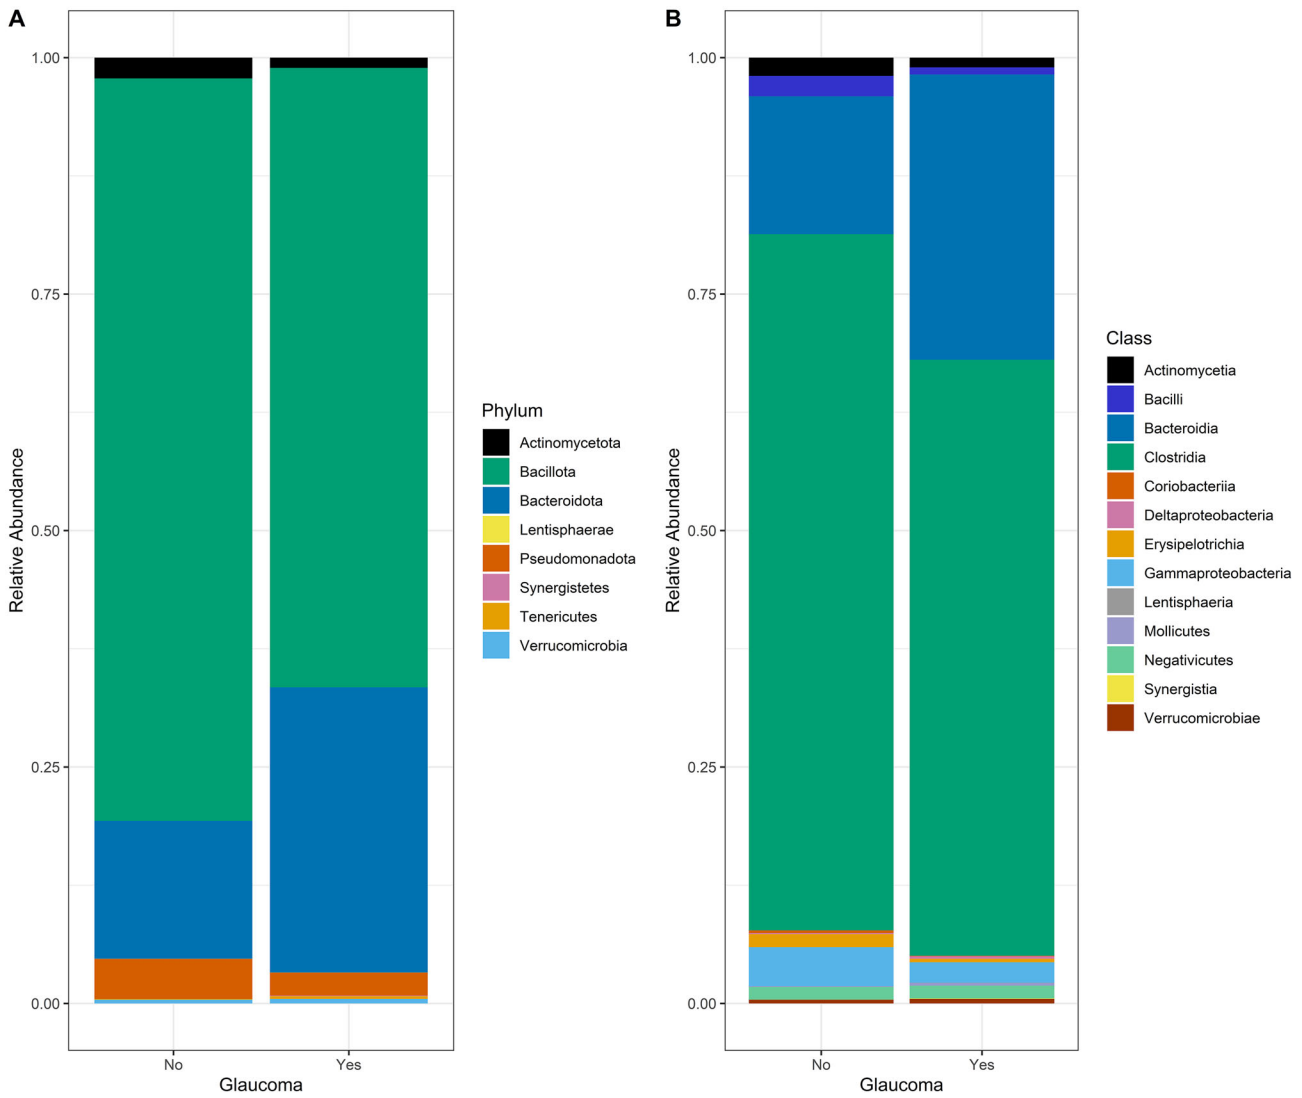 A
Relative Abundance
1.00
0.75
0.50
0.25
0.00
No
Yes
Glaucoma
Phylum
Actinomycetota
Bacillota
Bacteroidota
Lentisphaerae
Pseudomonadota
Synergistetes
Tenericutes
Verrucomicrobia
B
Relative Abundance
1.00
0.75
0.50
0.25
0.00
No
Yes
Glaucoma
Class
Actinomycetia
Bacilli
Bacteroidia
Clostridia
Coriobacteriia
Deltaproteobacteria
Erysipelotrichia
Gammaproteobacteria
Lentisphaeria
Mollicutes
Negativicutes
Synergistia
Verrucomicrobiae